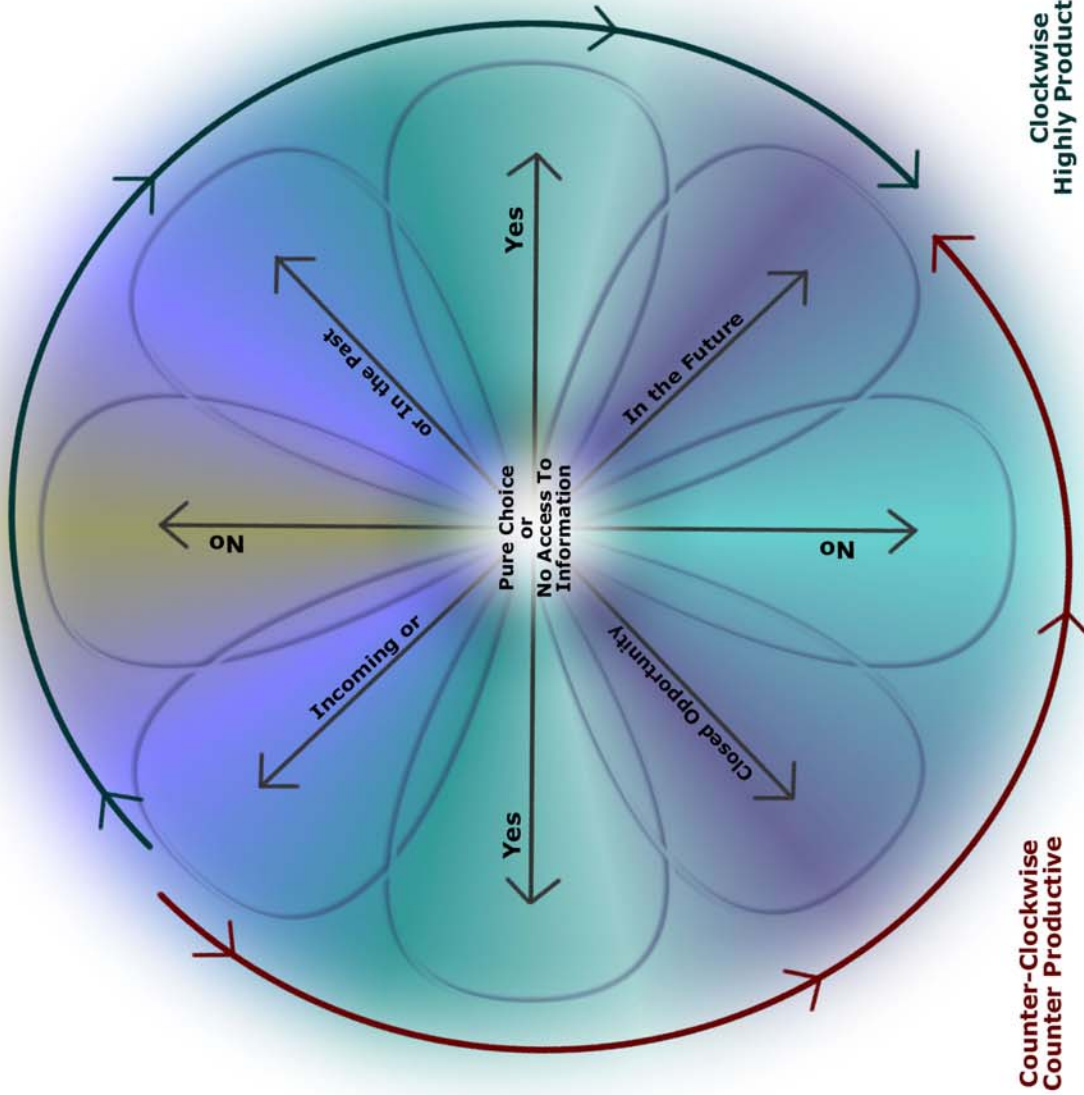 No
Incoming or
or In the Past
Yes
Pure Choice
or
No Access To
Information
Yes
Closed Opportunity
In the Future
No
Counter-Clockwise
Counter Productive
Clockwise
Highly Product